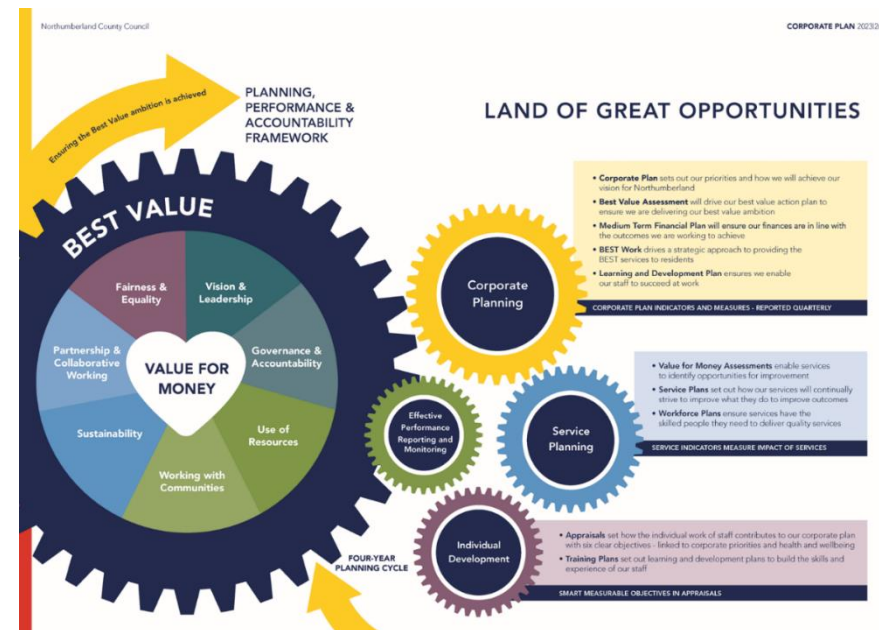 Northumberland County Council
CORPORATE PLAN
Ensuring the Best Value ambition is achieved
PLANNING,
PERFORMANCE &
ACCOUNTABILITY
FRAMEWORK
LAND OF GREAT OPPORTUNITIES
BEST VALUE
Fairness &
Equality
Vision &
Leadership
Partnership &
Collaborative
Working
VALUE FOR
MONEY
Governance &
Accountability
Sustainability
Use of
Resources
Working with
Communities
Corporate
Planning
• Corporate Plan sets out our priorities and how we will achieve our
vision for Northumberland
• Best Value Assessment will drive our best value action plan to
ensure we are delivering our best value ambition
• Medium Term Financial Plan will ensure our finances are in line with
the outcomes we are working to achieve
• BEST Work drives a strategic approach to providing the
BEST services to residents
• Learning and Development Plan ensures we enable
our staff to succeed at work
CORPORATE PLAN INDICATORS AND MEASURES - REPORTED QUARTERLY
Effective
Performance
Reporting and
Monitoring
Service
Planning
• Value for Money Assessments enable services
to identify opportunities for improvement
• Service Plans set out how our services will continually
strive to improve what they do to improve outcomes
• Workforce Plans ensure services have the
skilled people they need to deliver quality services
SERVICE INDICATORS MEASURE IMPACT OF SERVICES
Individual
Development
• Appraisals set how the individual work of staff contributes to our corporate plan
with six clear objectives - linked to corporate priorities and health and wellbeing
• Training Plans set out learning and development plans to build the skills and
experience of our staff
SMART MEASURABLE OBJECTIVES IN APPRAISALS
FOUR-YEAR
PLANNING CYCLE